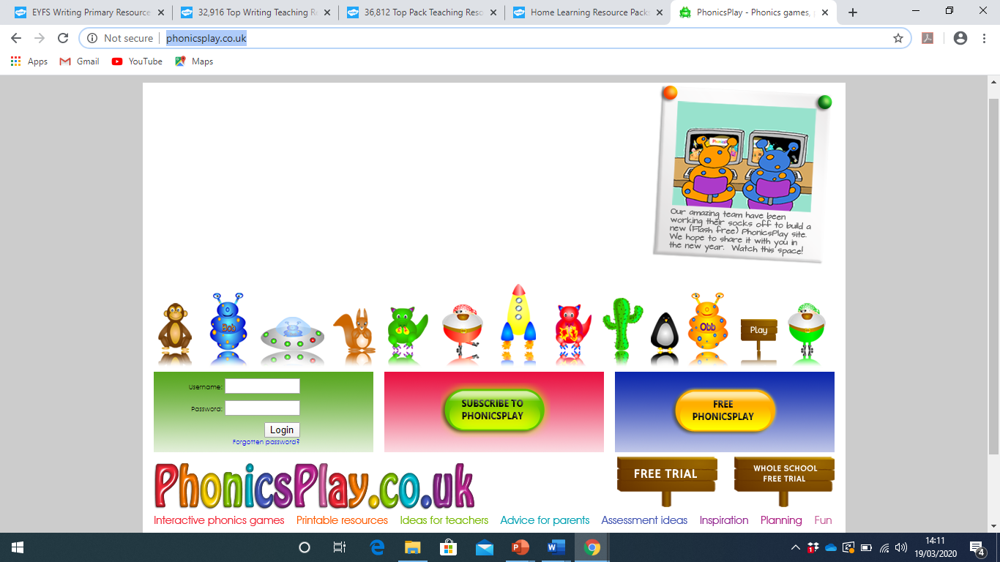 EYFS Writing Primary Resource
32,916 Top Writing Teaching R
36,812 Top Pack Teaching Reso
Home Learning Resource Packs
PhonicsPlay - Phonics games,
Not secure
phonicsplay.co.uk
Apps
Gmail
YouTube
Maps
Our amazing team have been
working their socks off to build a
new (Flash free) PhonicsPlay site.
We hope to share it with you in
the new year. Watch this space!
Bob
Obb
Play
Username:
Password:
Login
Forgotten password?
SUBSCRIBE TO
PHONICSPLAY
FREE
PHONICSPLAY
PhonicsPlay.co.uk
FREE TRIAL
WHOLE SCHOOL
FREE TRIAL
Interactive phonics games Printable resources Ideas for teachers Advice for parents Assessment ideas Inspiration Planning Fun
14:11
19/03/2020
4